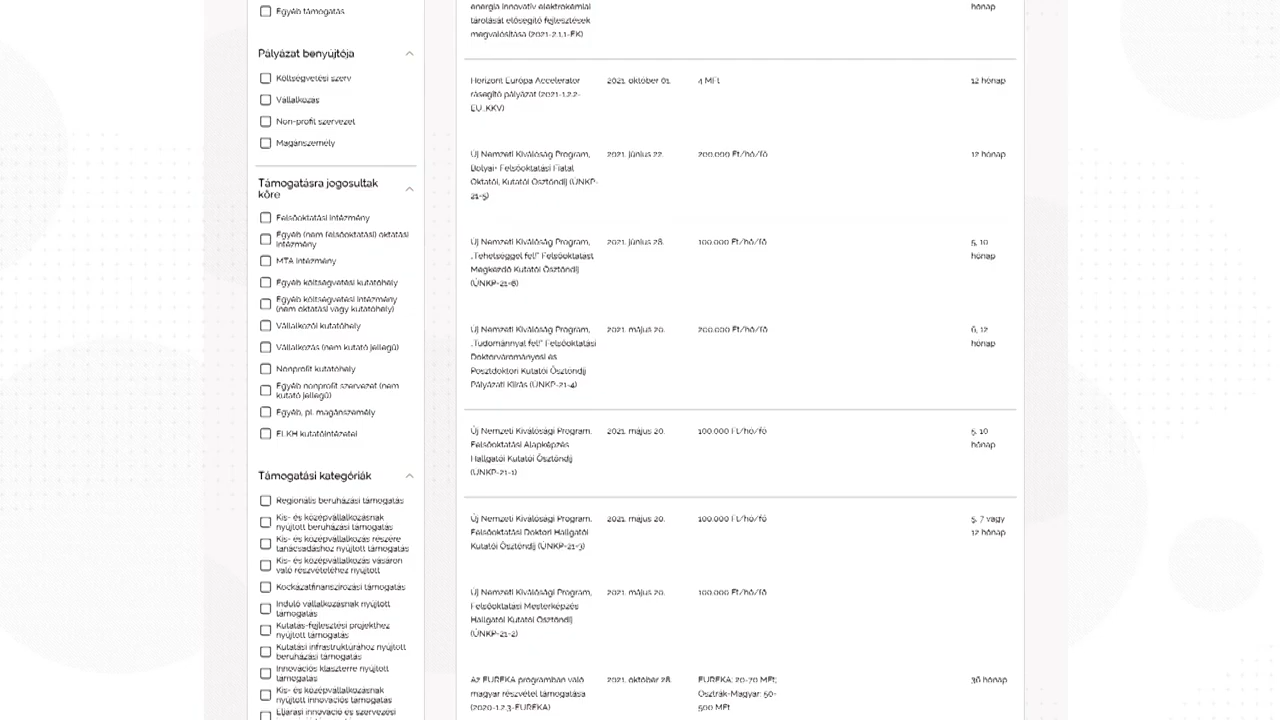 Egyéb támogatás
Pályázat benyújtója
Költségvetési szerv
Vállalkozás
Non-profit szervezet
Magánszemély
Támogatásra jogosultak
köre
Felsőoktatási intézmény
Egyéb (nem felsőoktatási) oktatási
intézmény
MTA intézmény
Egyéb költségvetési kutatóhely
Egyéb költségvetési intézmény
(nem oktatási vagy kutatóhely)
Vállalkozói kutatóhely
Vállalkozás (nem kutató jellegű)
Nonprofit kutatóhely
Egyéb nonprofit szervezet (nem
kutató jellegű)
Egyéb, pl. magánszemély
ELKH kutatóintézetei
Támogatási kategóriák
Regionális beruházási támogatás
Kis- és középvállalkozásnak
nyújtott beruházási támogatás
Kis- és középvállalkozás részére
tanácsadáshoz nyújtott támogatás
Kis- és középvállalkozás vásáron
való részvételéhez nyújtott
Kockázatfinanszírozási támogatás
Induló vállalkozásnak nyújtott
támogatás
Kutatás-fejlesztési projekthez
nyújtott támogatás
Kutatási infrastruktúrához nyújtott
beruházási támogatás
Innovációs klaszterre nyújtott
támogatás
Kis- és középvállalkozásnak
nyújtott innovációs támogatás
Eljárási innováció és szervezési
energia innovatív elektrokémiai
tárolását elősegítő fejlesztések
megvalósítása (2021-2.1.1-EK)
hónap
Horizont Európa Accelerator
rásegítő pályázat (2021-1.2.2-
EU_KKV)
2021. október 01.
4 MFt
12 hónap
Új Nemzeti Kiválóság Program,
Bolyai+ Felsőoktatási Fiatal
Oktatói, Kutatói Ösztöndíj (ÚNKP-
21-5)
2021. június 22.
200.000 Ft/hó/fő
12 hónap
Új Nemzeti Kiválóság Program,
„Tehetséggel fel!” Felsőoktatást
Megkezdő Kutatói Ösztöndíj
(ÚNKP-21-6)
2021. június 28.
100.000 Ft/hó/fő
5, 10
hónap
Új Nemzeti Kiválóság Program,
„Tudománnyal fel!” Felsőoktatási
Doktorvárományosi és
Posztdoktori Kutatói Ösztöndíj
Pályázati Kiírás (ÚNKP-21-4)
2021. május 20.
200.000 Ft/hó/fő
6, 12
hónap
Új Nemzeti Kiválósági Program,
Felsőoktatási Alapképzés
Hallgatói Kutatói Ösztöndíj
(ÚNKP-21-1)
2021. május 20.
100.000 Ft/hó/fő
5, 10
hónap
Új Nemzeti Kiválósági Program,
Felsőoktatási Doktori Hallgatói
Kutatói Ösztöndíj (ÚNKP-21-3)
2021. május 20.
100.000 Ft/hó/fő
5, 7 vagy
12 hónap
Új Nemzeti Kiválósági Program,
Felsőoktatási Mesterképzés
Hallgatói Kutatói Ösztöndíj
(ÚNKP-21-2)
2021. május 20.
100.000 Ft/hó/fő
Az EUREKA programban való
magyar részvétel támogatása
(2020-1.2.3-EUREKA)
2021. október 28.
EUREKA: 20-70 MFt;
Osztrák-Magyar: 50-
500 MFt
36 hónap